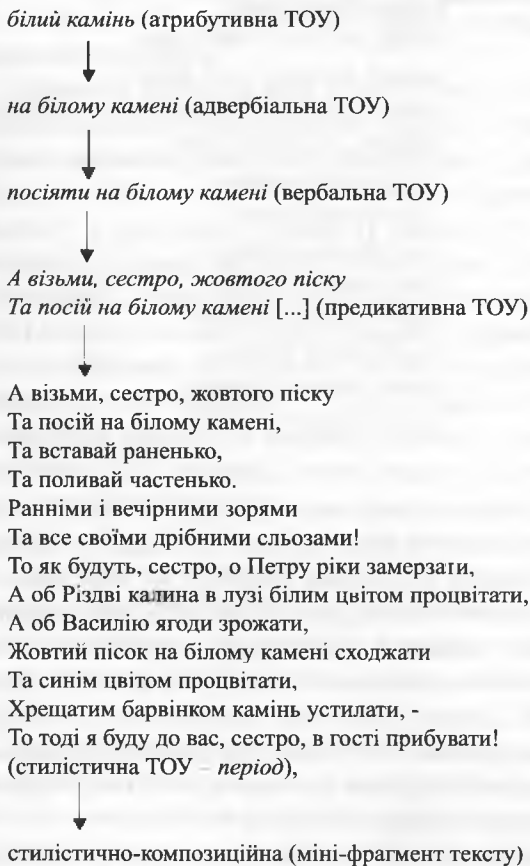 білий камінь (атрибутивна ТОУ)
на білому камені (адвербіальна ТОУ)
посіяти на білому камені (вербальна ТОУ)
А візьми, сестро, жовтого піску
Та посій на білому камені [...] (предикативна ТОУ)
А візьми, сестро, жовтого піску
Та посій на білому камені,
Та вставай раненько,
Та поливай частенько.
Ранніми і вечірними зорями
Та все своїми дрібними сльозами!
То як будуть, сестро, о Петру ріки замерзати,
А об Різдві калина в лузі білим цвітом процвітати,
А об Василію ягоди зрожати,
Жовтий пісок на білому камені сходжати
Та синім цвітом процвітати,
Хрещатим барвінком камінь устилати, -
То тоді я буду до вас, сестро, в гості прибувати!
(стилістична ТОУ – період),
стилістично-композиційна (міні-фрагмент тексту)